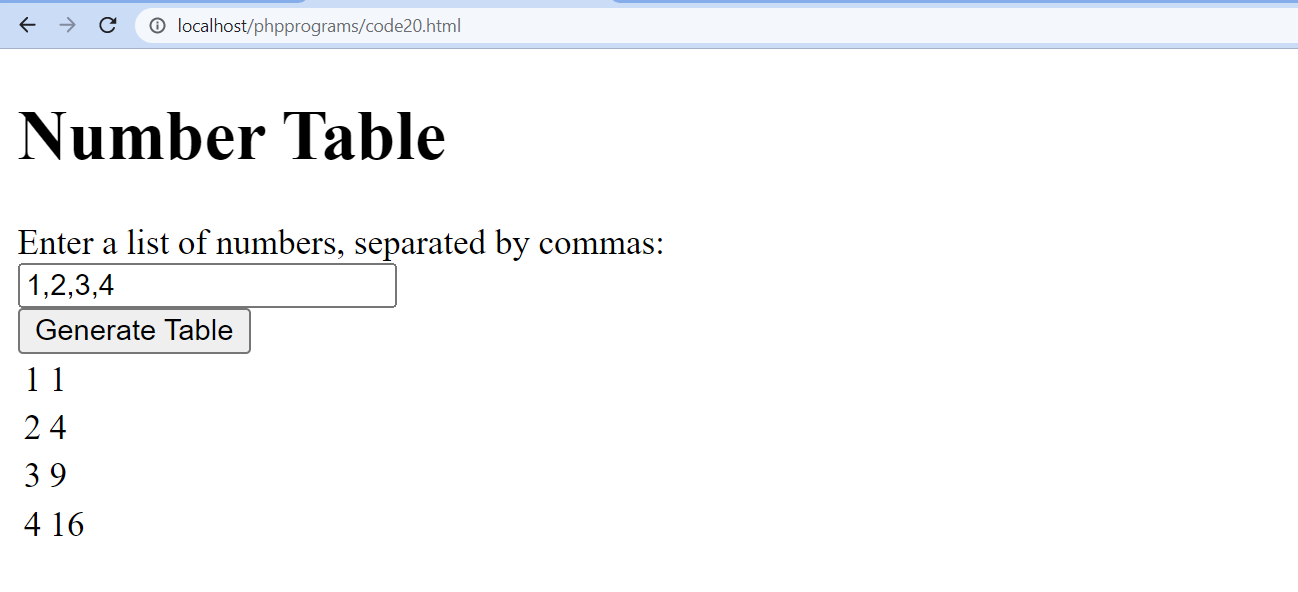 localhost/phpprograms/code20.html
Number Table
Enter a list of numbers, separated by commas:
1,2,3,4
Generate Table
1 1
2 4
3 9
4 16